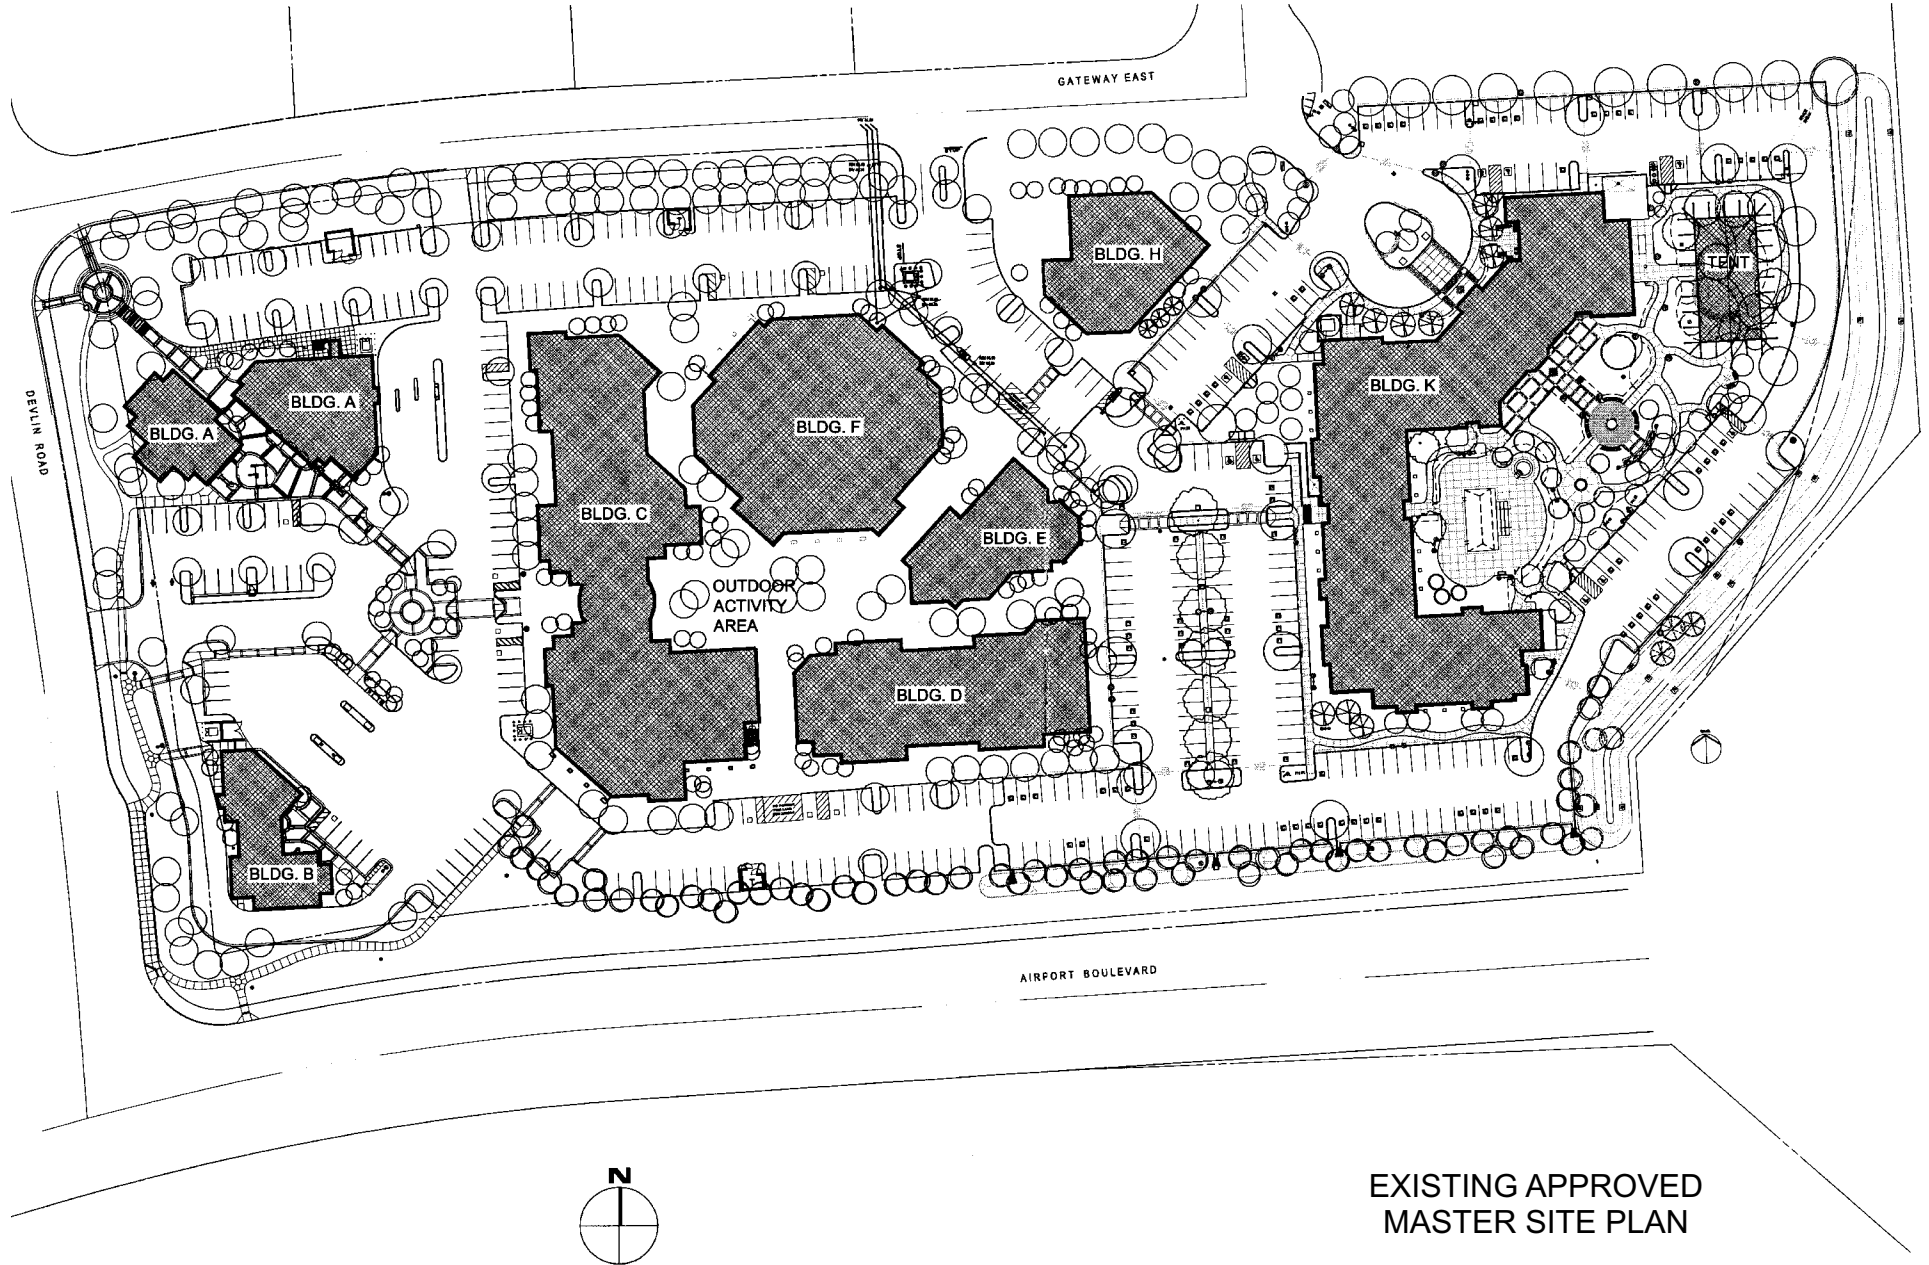 GATEWAY EAST
BLDG. H
TENT
BLDG. K
BLDG. A
BLDG. A
DEVLIN ROAD
BLDG. F
BLDG. C
BLDG. E
OUTDOOR
ACTIVITY
AREA
BLDG. D
BLDG. B
AIRPORT BOULEVARD
N
EXISTING APPROVED
MASTER SITE PLAN